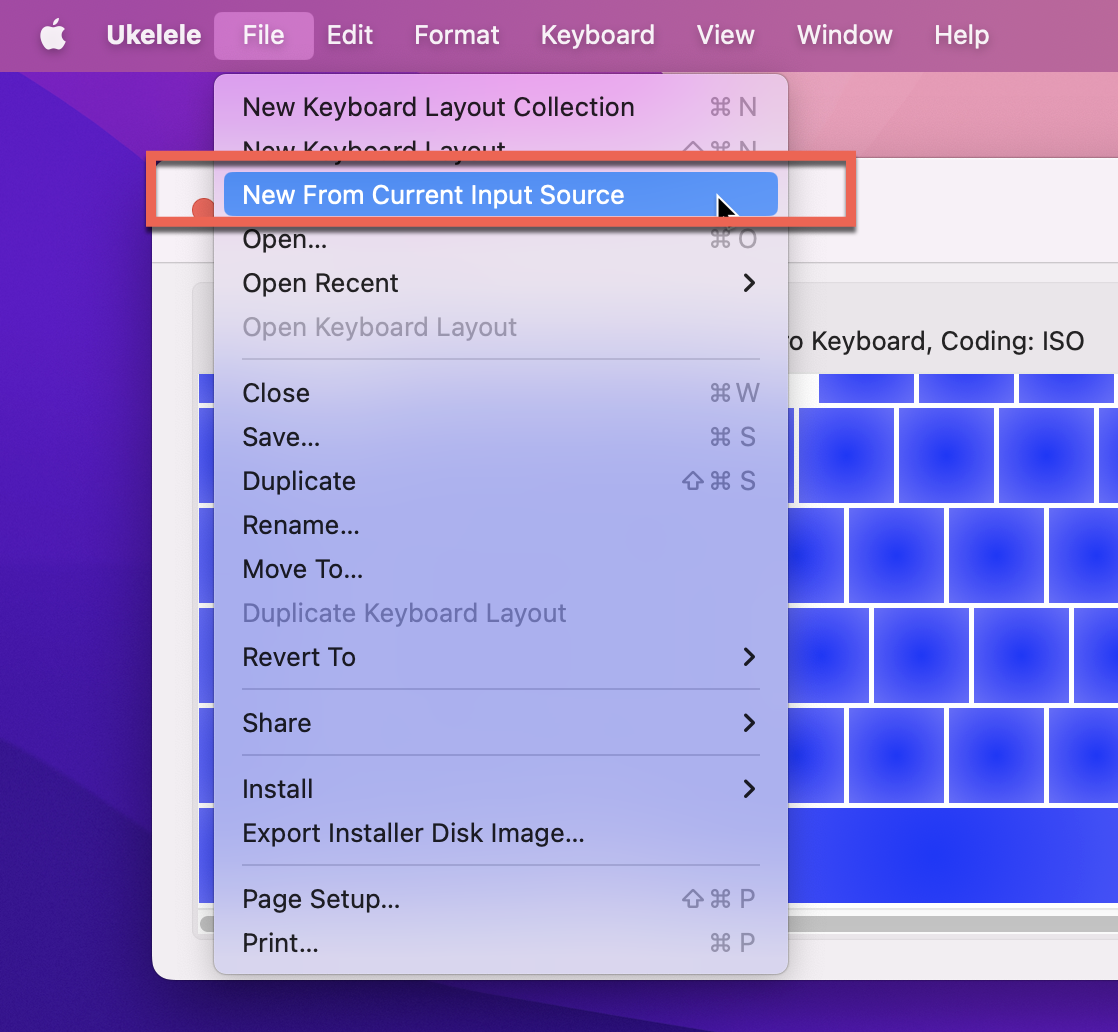 Ukelele File Edit Format Keyboard View Window Help
New Keyboard Layout Collection ⌘ N
New Keyboard Layout ⇧ ⌘ N
New From Current Input Source
Open... ⌘ O
Open Recent
Open Keyboard Layout
o Keyboard, Coding: ISO
Close ⌘ W
Save... ⌘ S
Duplicate ⇧ ⌘ S
Rename...
Move To...
Duplicate Keyboard Layout
Revert To
Share
Install
Export Installer Disk Image...
Page Setup... ⇧ ⌘ P
Print... ⌘ P